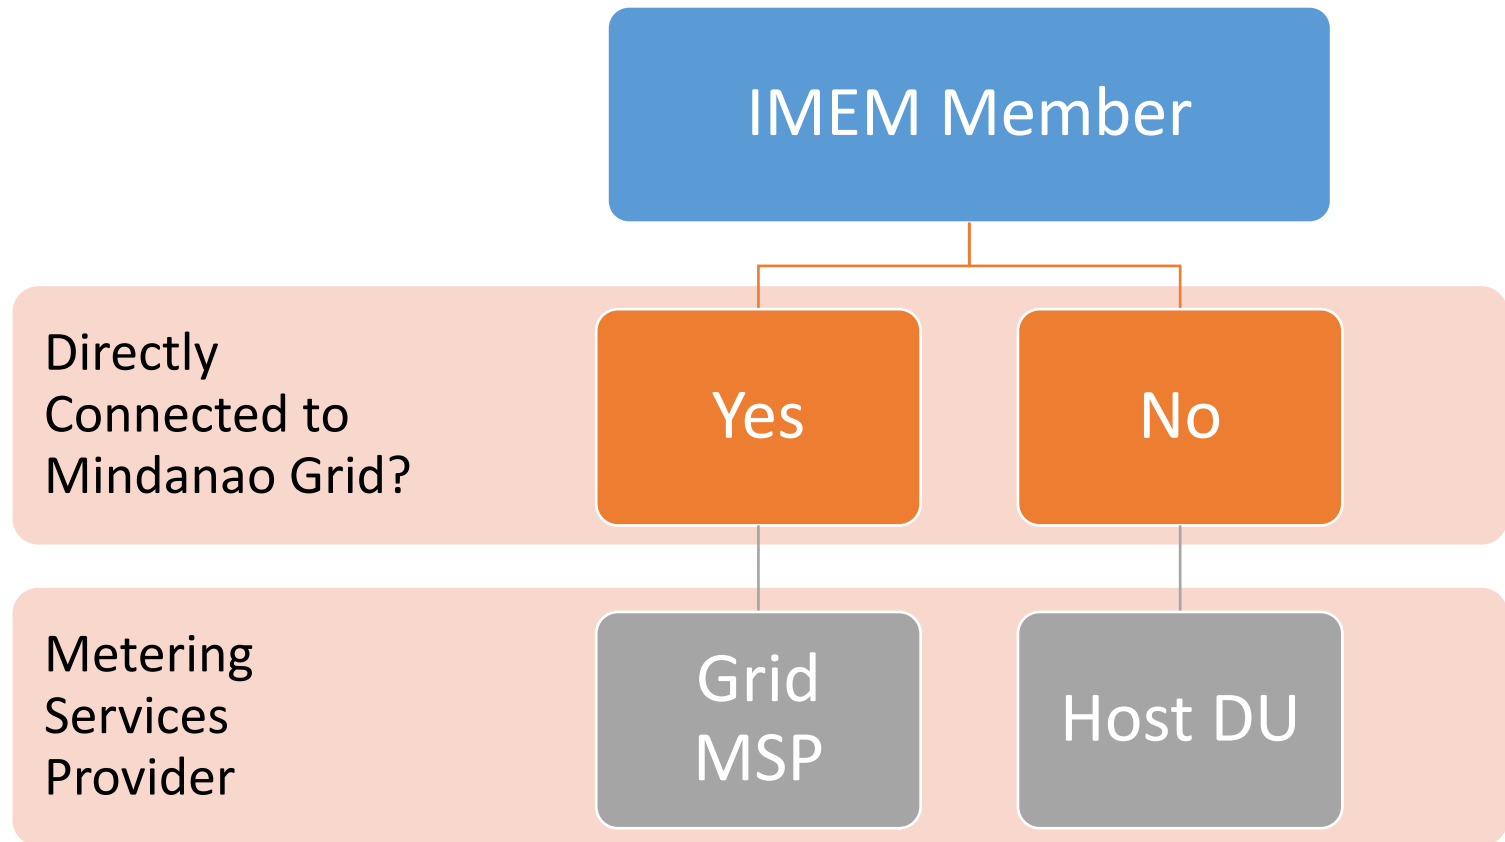 IMEM Member
Directly
Connected to
Mindanao Grid?
Yes
No
Metering
Services
Provider
Grid
MSP
Host DU